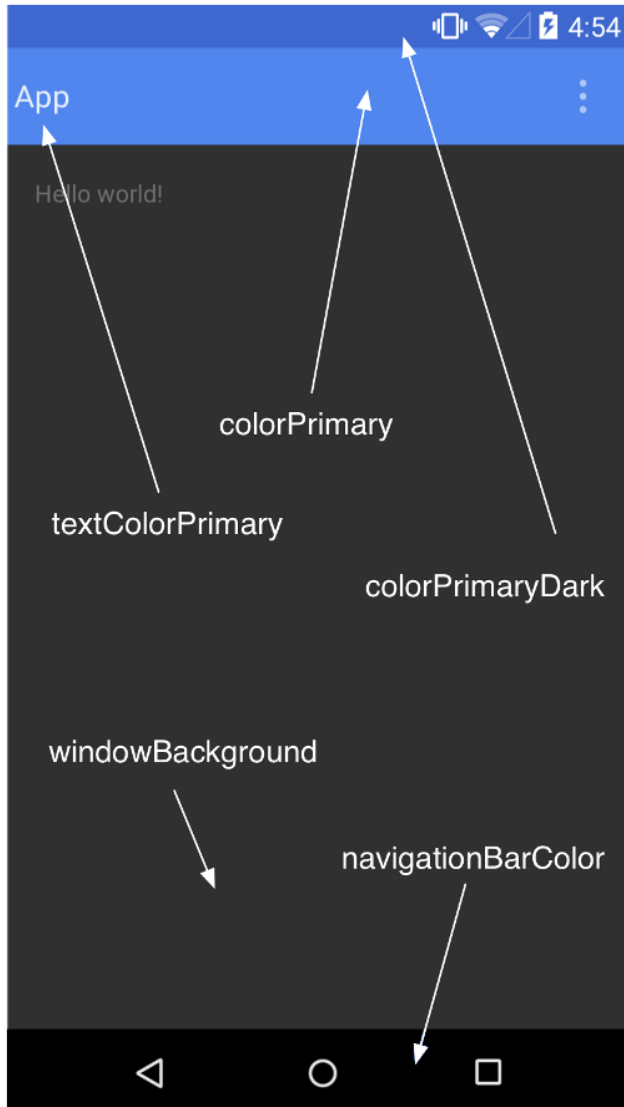 4:54
App
Hello world!
colorPrimary
textColorPrimary
colorPrimaryDark
windowBackground
navigationBarColor